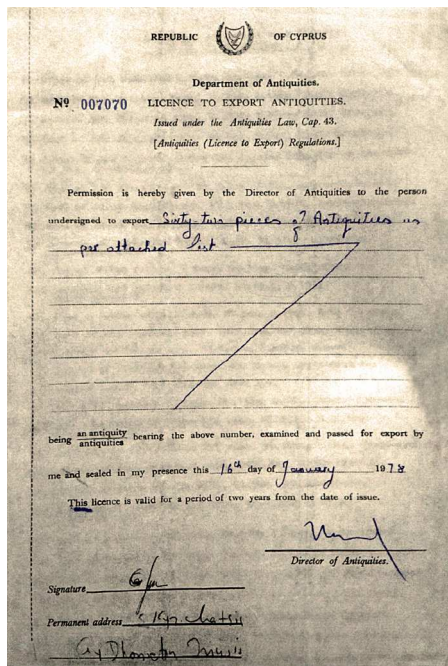 REPUBLIC OF CYPRUS
Department of Antiquities.
Nº 007070 LICENCE TO EXPORT ANTIQUITIES.
Issued under the Antiquities Law, Cap. 43.
[Antiquities (Licence to Export) Regulations.]
Permission is hereby given by the Director of Antiquities to the person
undersigned to export Sixty two pieces of Antiquities as
per attached list
being an antiquity
antiquities bearing the above number, examined and passed for export by
me and sealed in my presence this 16th day of January 1978
This licence is valid for a period of two years from the date of issue.
Director of Antiquities.
Signature
Permanent address